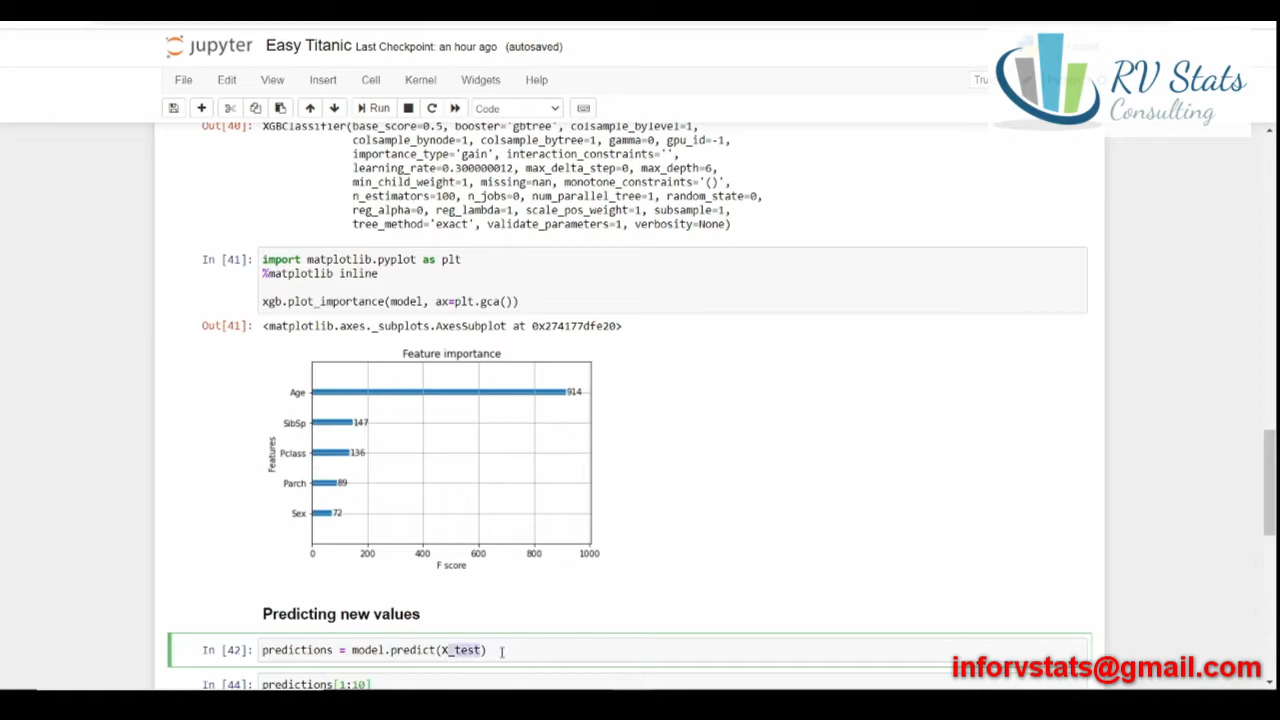 jupyter Easy Titanic Last Checkpoint: an hour ago (autosaved)
RV Stats
Consulting
File Edit View Insert Cell Kernel Widgets Help Tru
Run Code
Out[40]: XGBClassifier(base_score=0.5, booster='gbtree', colsample_bylevel=1,
colsample_bynode=1, colsample_bytree=1, gamma=0, gpu_id=-1,
importance_type='gain', interaction_constraints='',
learning_rate=0.300000012, max_delta_step=0, max_depth=6,
min_child_weight=1, missing=nan, monotone_constraints='()',
n_estimators=100, n_jobs=0, num_parallel_tree=1, random_state=0,
reg_alpha=0, reg_lambda=1, scale_pos_weight=1, subsample=1,
tree_method='exact', validate_parameters=1, verbosity=None)
In [41]: import matplotlib.pyplot as plt
%matplotlib inline
xgb.plot_importance(model, ax=plt.gca())
Out[41]: <matplotlib.axes._subplots.AxesSubplot at 0x274177dfe20>
Feature importance
Age 914
SibSp 147
Pclass 136
Parch 89
Sex 72
Features
0 200 400 600 800 1000
F score
Predicting new values
In [42]: predictions = model.predict(X_test)
inforvstats@gmail.com
In [44]: predictions[1:10]